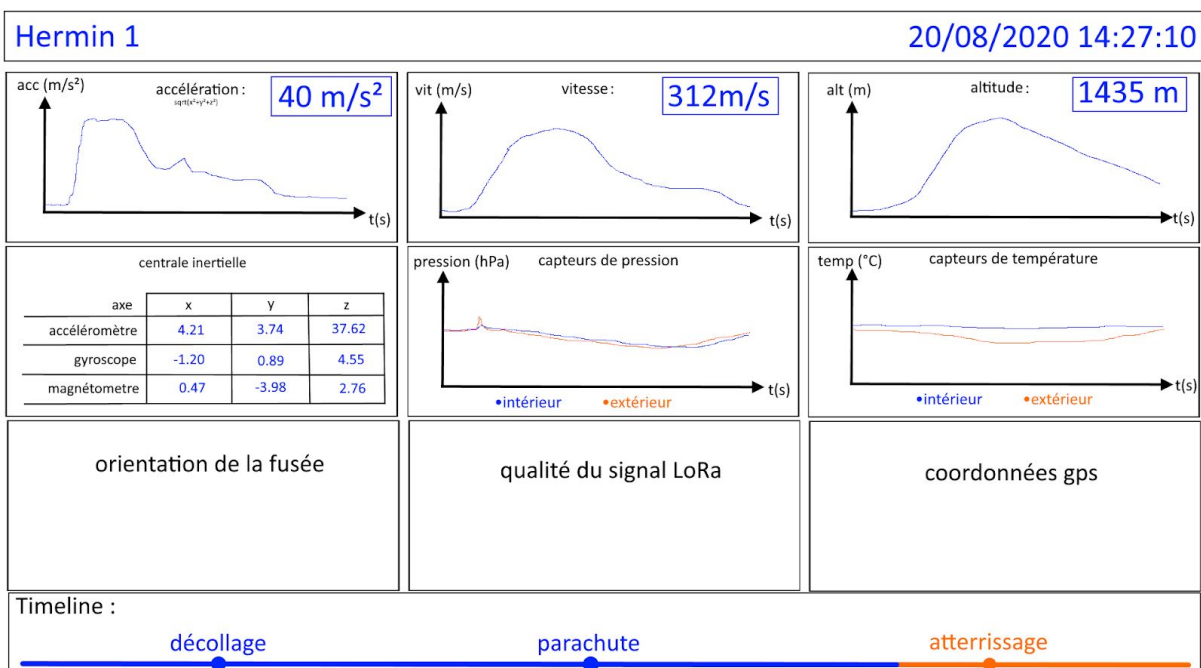 Hermin 1
20/08/2020 14:27:10
acc (m/s²)
accélération :
sqrt(x²+y²+z²)
40 m/s²
t(s)
vit (m/s)
vitesse :
312m/s
t(s)
alt (m)
altitude :
1435 m
t(s)
centrale inertielle
axe x y z
accéléromètre 4.21 3.74 37.62
gyroscope -1.20 0.89 4.55
magnétometre 0.47 -3.98 2.76
pression (hPa)
capteurs de pression
t(s)
•intérieur •extérieur
temp (°C)
capteurs de température
t(s)
•intérieur •extérieur
orientation de la fusée
qualité du signal LoRa
coordonnées gps
Timeline :
décollage parachute atterrissage